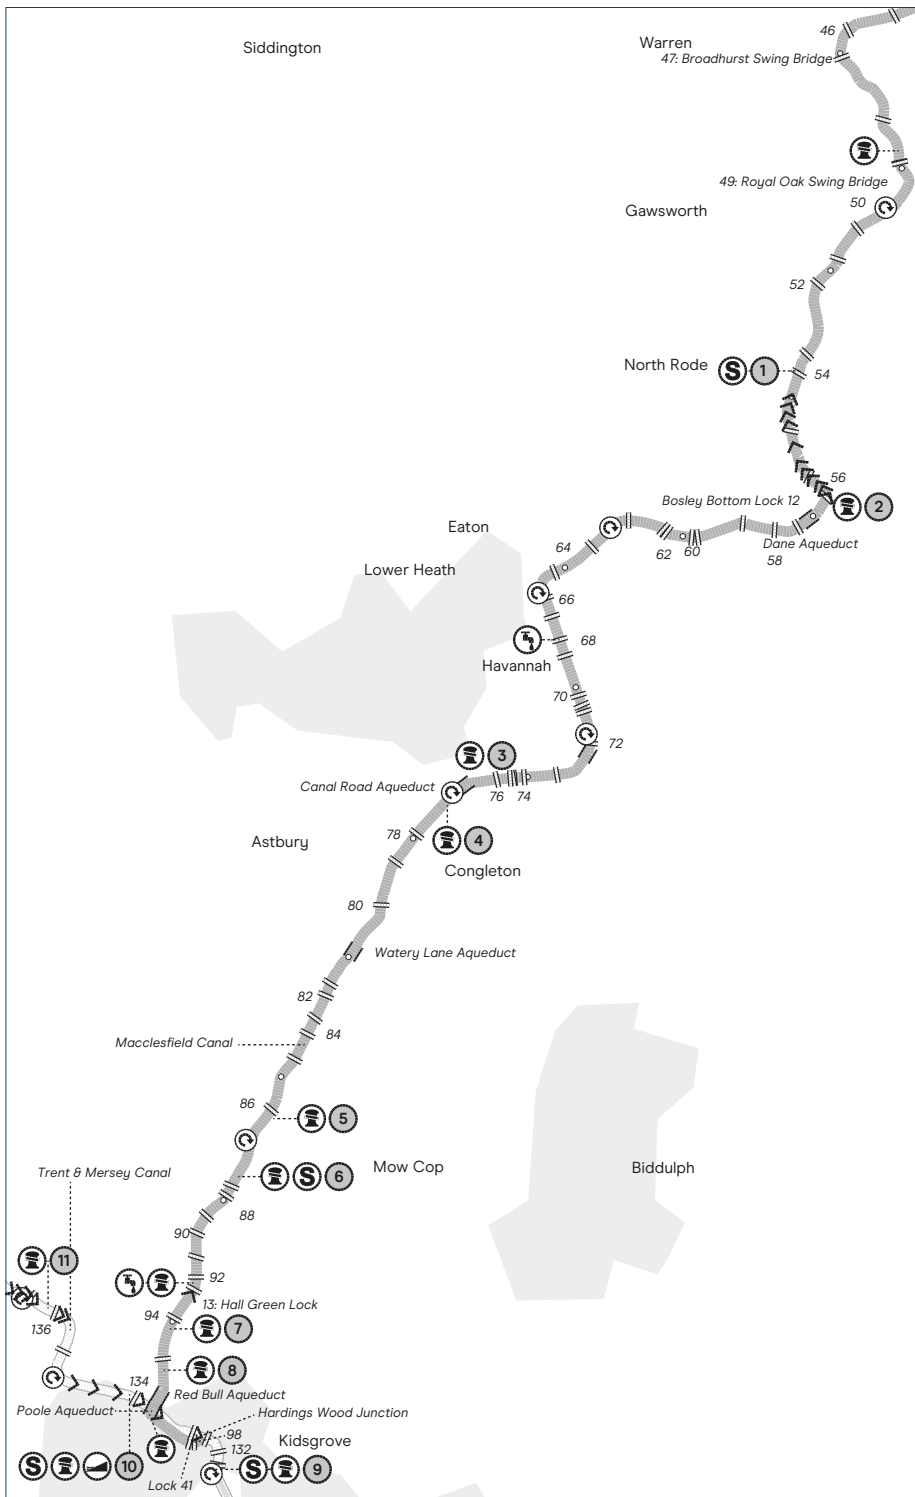 Siddington
Warren
46
47: Broadhurst Swing Bridge
49: Royal Oak Swing Bridge
50
Gawsworth
52
North Rode
S
1
54
56
Bosley Bottom Lock 12
2
Eaton
64
62
60
58
Dane Aqueduct
Lower Heath
66
68
Havannah
70
72
3
Canal Road Aqueduct
76
74
78
Astbury
4
Congleton
80
Watery Lane Aqueduct
82
84
Macclesfield Canal
86
5
Mow Cop
Biddulph
Trent & Mersey Canal
S
6
88
90
11
92
13: Hall Green Lock
94
7
136
8
134
Red Bull Aqueduct
Poole Aqueduct
Hardings Wood Junction
98
Kidsgrove
132
S
10
Lock 41
S
9